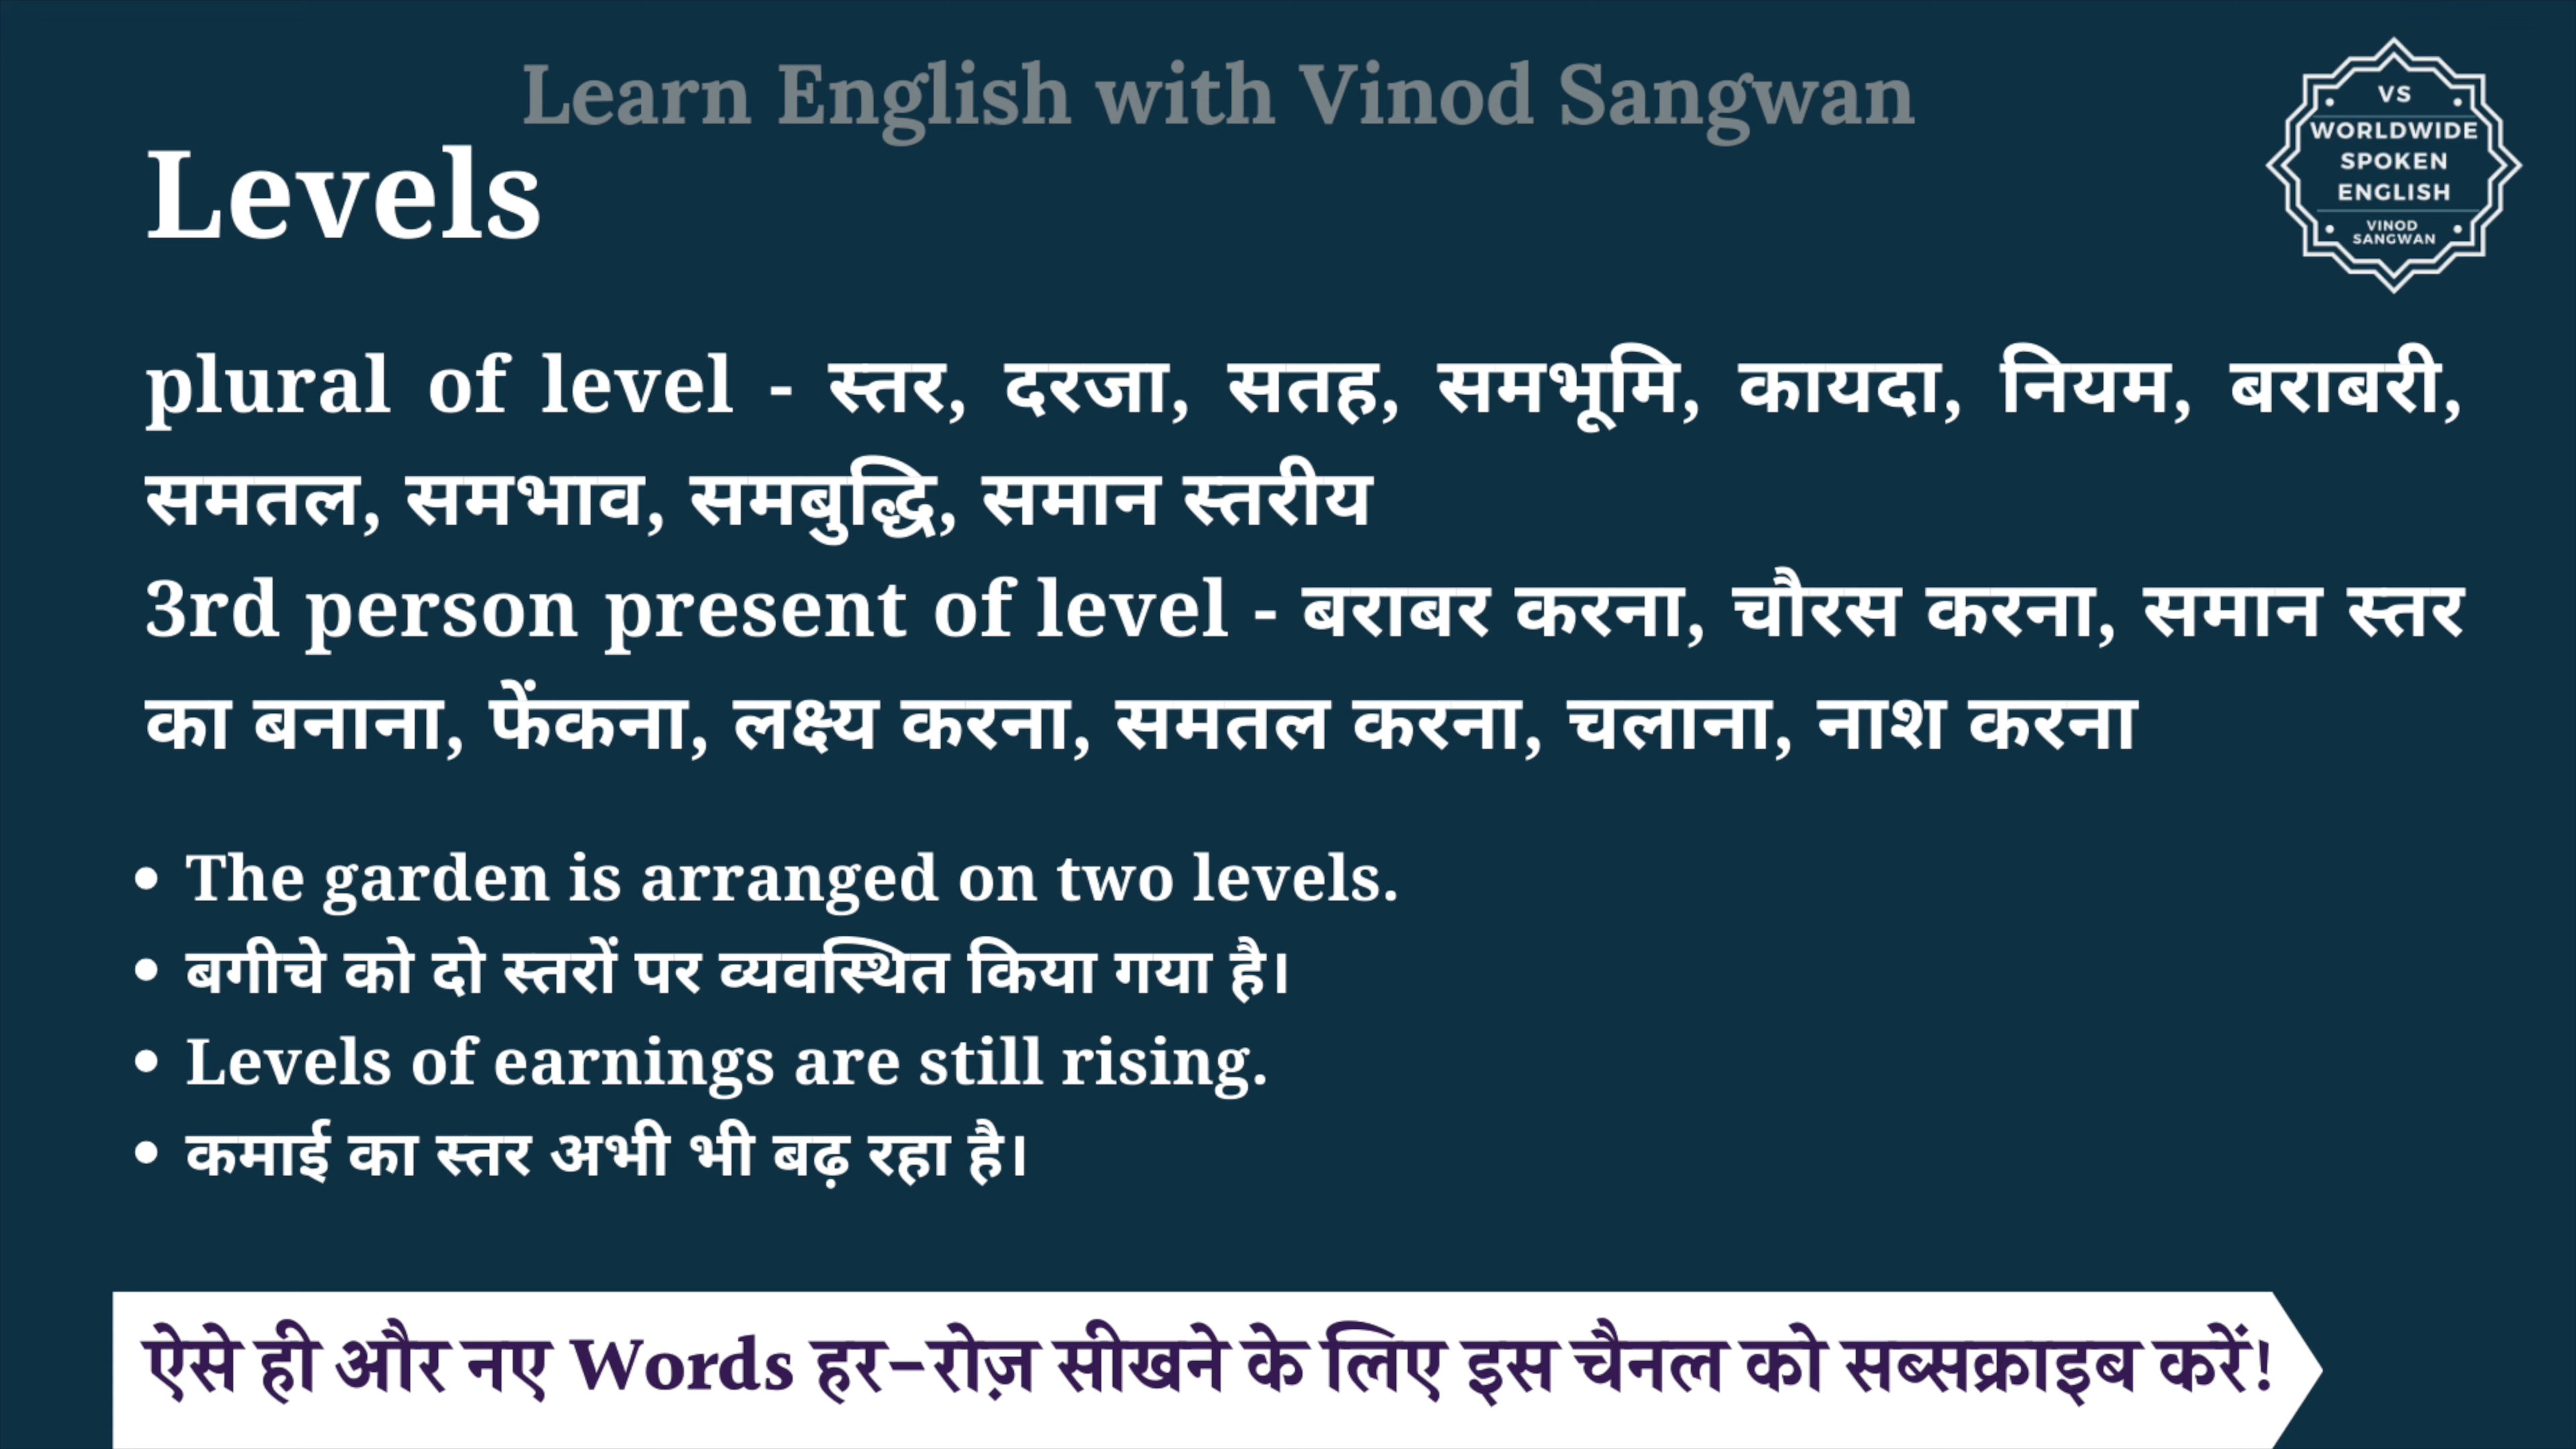 Learn English with Vinod Sangwan
VS
WORLDWIDE
SPOKEN
ENGLISH
VINOD
SANGWAN
Levels
plural of level - स्तर, दरजा, सतह, समभूमि, कायदा, नियम, बराबरी,
समतल, समभाव, समबुद्धि, समान स्तरीय
3rd person present of level - बराबर करना, चौरस करना, समान स्तर
का बनाना, फेंकना, लक्ष्य करना, समतल करना, चलाना, नाश करना
• The garden is arranged on two levels.
• बगीचे को दो स्तरों पर व्यवस्थित किया गया है।
• Levels of earnings are still rising.
• कमाई का स्तर अभी भी बढ़ रहा है।
ऐसे ही और नए Words हर-रोज़ सीखने के लिए इस चैनल को सब्सक्राइब करें!